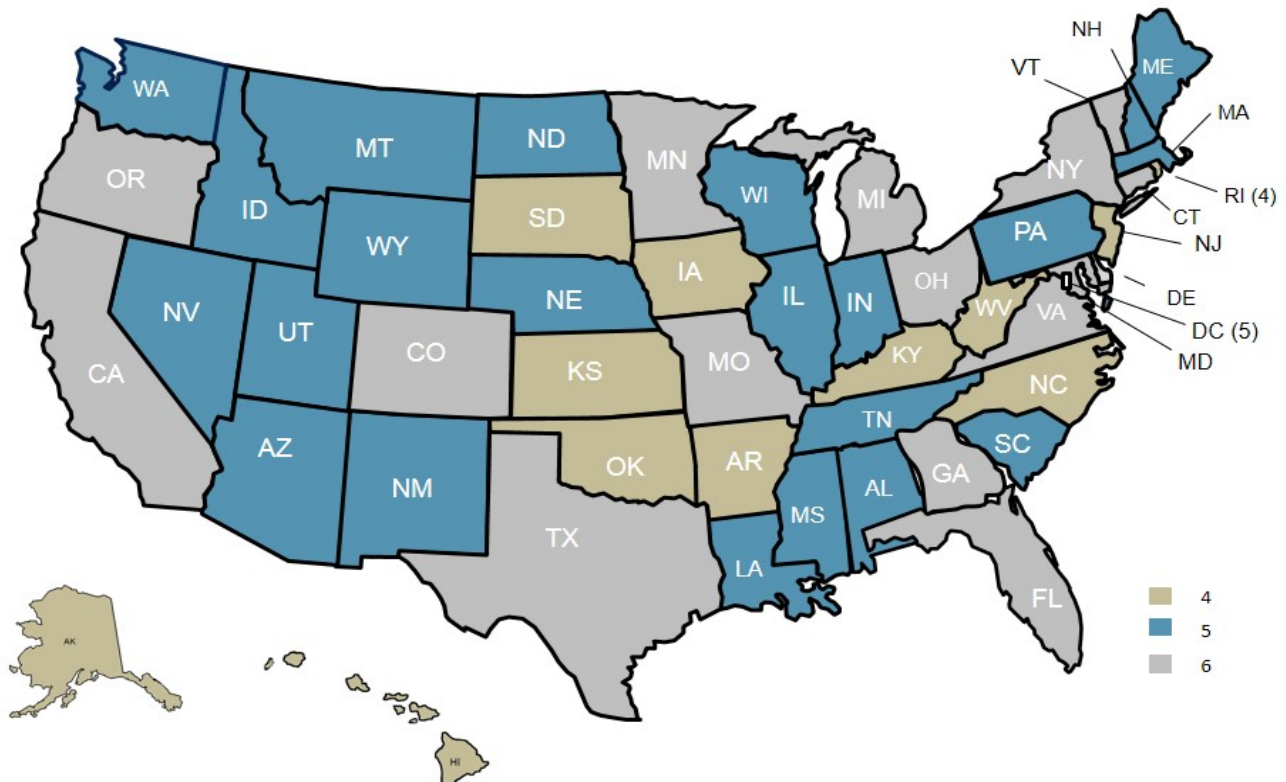 NH
VT
ME
WA
MA
MT
ND
MN
OR
NY
MI
RI (4)
ID
WI
CT
SD
PA
WY
NJ
IA
OH
NE
IL
IN
DE
NV
WV
VA
UT
DC (5)
CO
MO
KY
MD
CA
KS
NC
TN
AZ
SC
OK
AR
NM
GA
AL
MS
TX
LA
FL
4
5
6
AK
HI